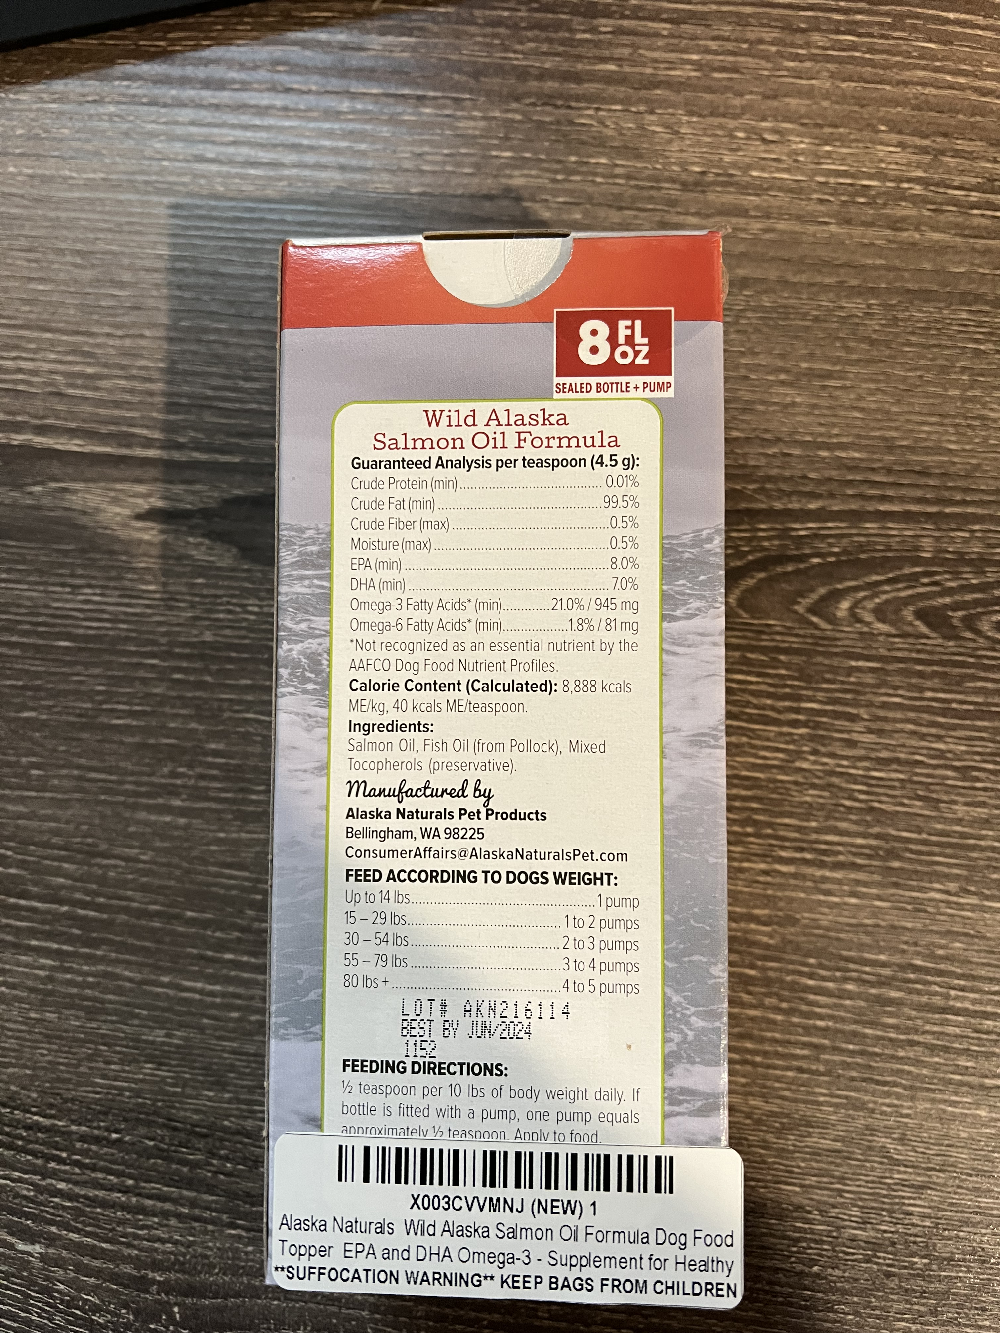 8 FL OZ
SEALED BOTTLE + PUMP
Wild Alaska
Salmon Oil Formula
Guaranteed Analysis per teaspoon (4.5 g):
Crude Protein (min)..............................0.01%
Crude Fat (min)..................................99.5%
Crude Fiber (max)................................0.5%
Moisture (max)...................................0.5%
EPA (min)........................................8.0%
DHA (min)........................................7.0%
Omega 3 Fatty Acids* (min)............21.0% / 945 mg
Omega-6 Fatty Acids* (min)................1.8% / 81 mg
*Not recognized as an essential nutrient by the
AAFCO Dog Food Nutrient Profiles.
Calorie Content (Calculated): 8,888 kcals
ME/kg, 40 kcals ME/teaspoon.
Ingredients:
Salmon Oil, Fish Oil (from Pollock), Mixed
Tocopherols (preservative).
Manufactured by
Alaska Naturals Pet Products
Bellingham, WA 98225
ConsumerAffairs@AlaskaNaturalsPet.com
FEED ACCORDING TO DOGS WEIGHT:
Up to 14 lbs........................................1 pump
15 – 29 lbs..................................1 to 2 pumps
30 – 54 lbs..................................2 to 3 pumps
55 – 79 lbs..................................3 to 4 pumps
80 lbs +.....................................4 to 5 pumps
LOT# AKN216114
BEST BY JUN/2024
1152
FEEDING DIRECTIONS:
½ teaspoon per 10 lbs of body weight daily. If
bottle is fitted with a pump, one pump equals
approximately ½ teaspoon. Apply to food.
X003CVVMNJ (NEW) 1
Alaska Naturals Wild Alaska Salmon Oil Formula Dog Food
Topper EPA and DHA Omega-3 - Supplement for Healthy
**SUFFOCATION WARNING** KEEP BAGS FROM CHILDREN